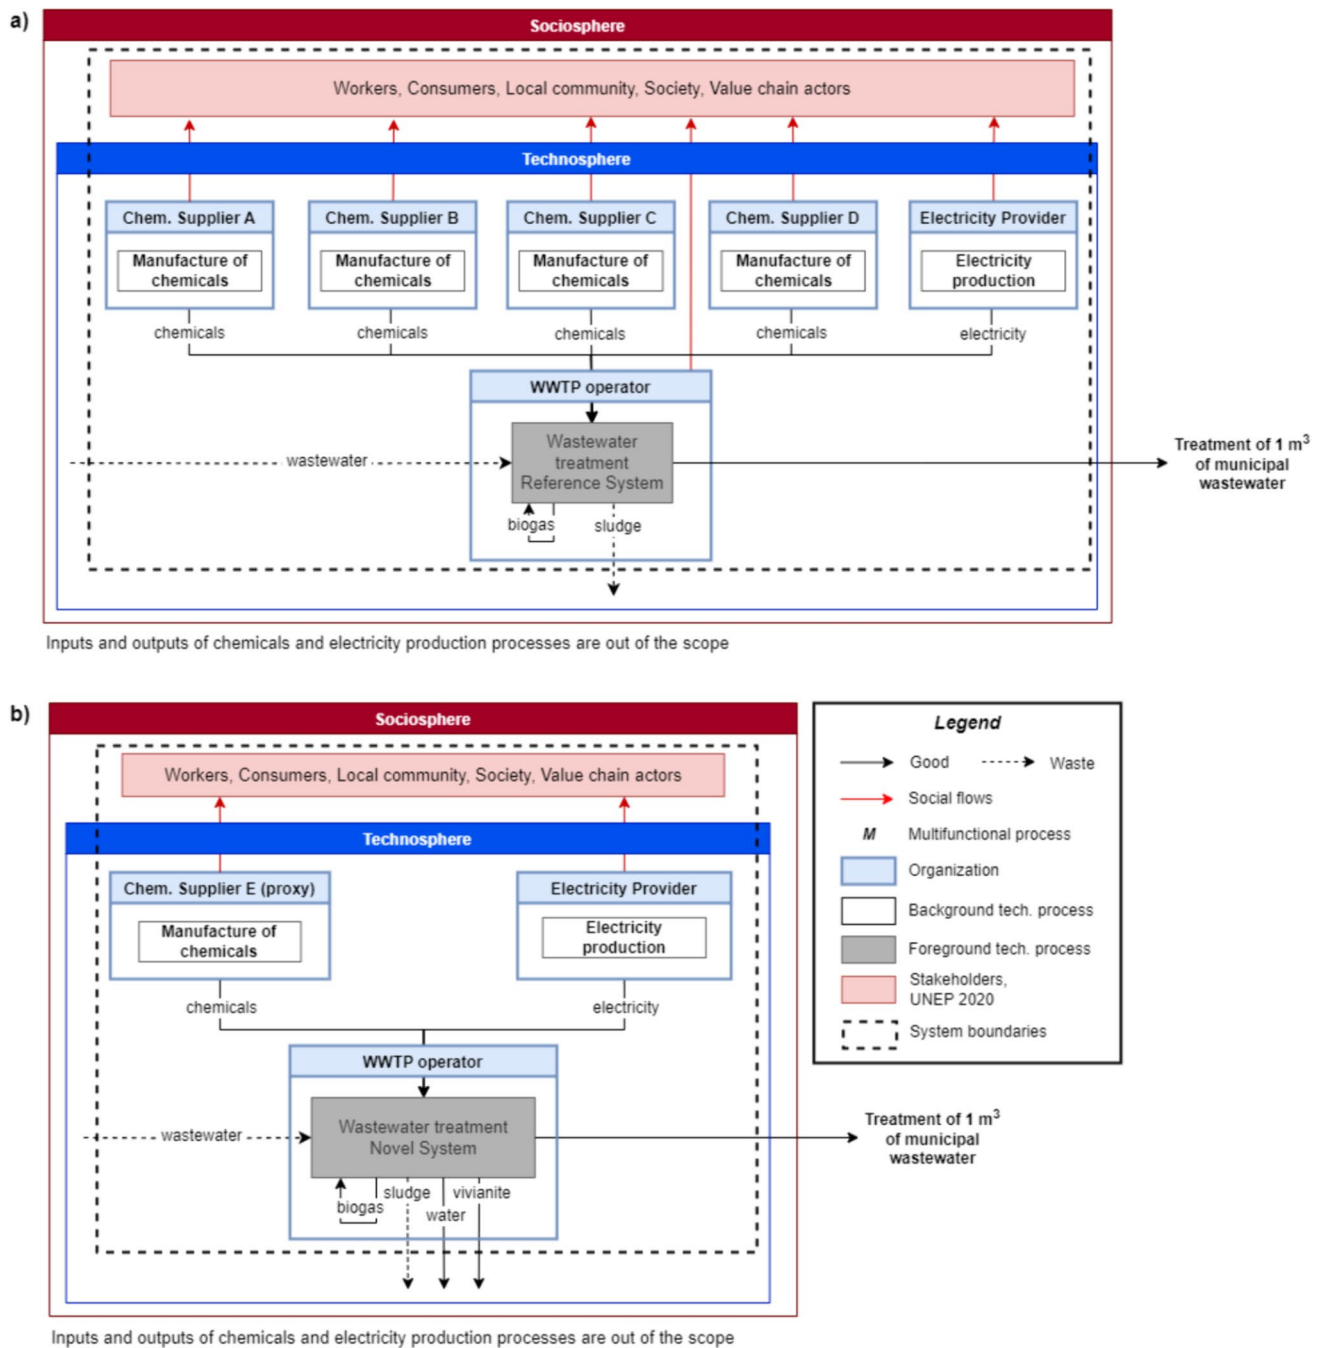 a)
Sociosphere
Workers, Consumers, Local community, Society, Value chain actors
Technosphere
Chem. Supplier A
Chem. Supplier B
Chem. Supplier C
Chem. Supplier D
Electricity Provider
Manufacture of
chemicals
Manufacture of
chemicals
Manufacture of
chemicals
Manufacture of
chemicals
Electricity
production
chemicals
chemicals
chemicals
chemicals
electricity
WWTP operator
Wastewater
treatment
Reference System
wastewater
biogas
sludge
Treatment of 1 m³
of municipal
wastewater
Inputs and outputs of chemicals and electricity production processes are out of the scope
b)
Sociosphere
Workers, Consumers, Local community, Society, Value chain actors
Technosphere
Chem. Supplier E (proxy)
Electricity Provider
Manufacture of
chemicals
Electricity
production
chemicals
electricity
WWTP operator
Wastewater treatment
Novel System
wastewater
biogas
sludge
water
vivianite
Treatment of 1 m³
of municipal
wastewater
Legend
Good
Waste
Social flows
M Multifunctional process
Organization
Background tech. process
Foreground tech. process
Stakeholders,
UNEP 2020
System boundaries
Inputs and outputs of chemicals and electricity production processes are out of the scope